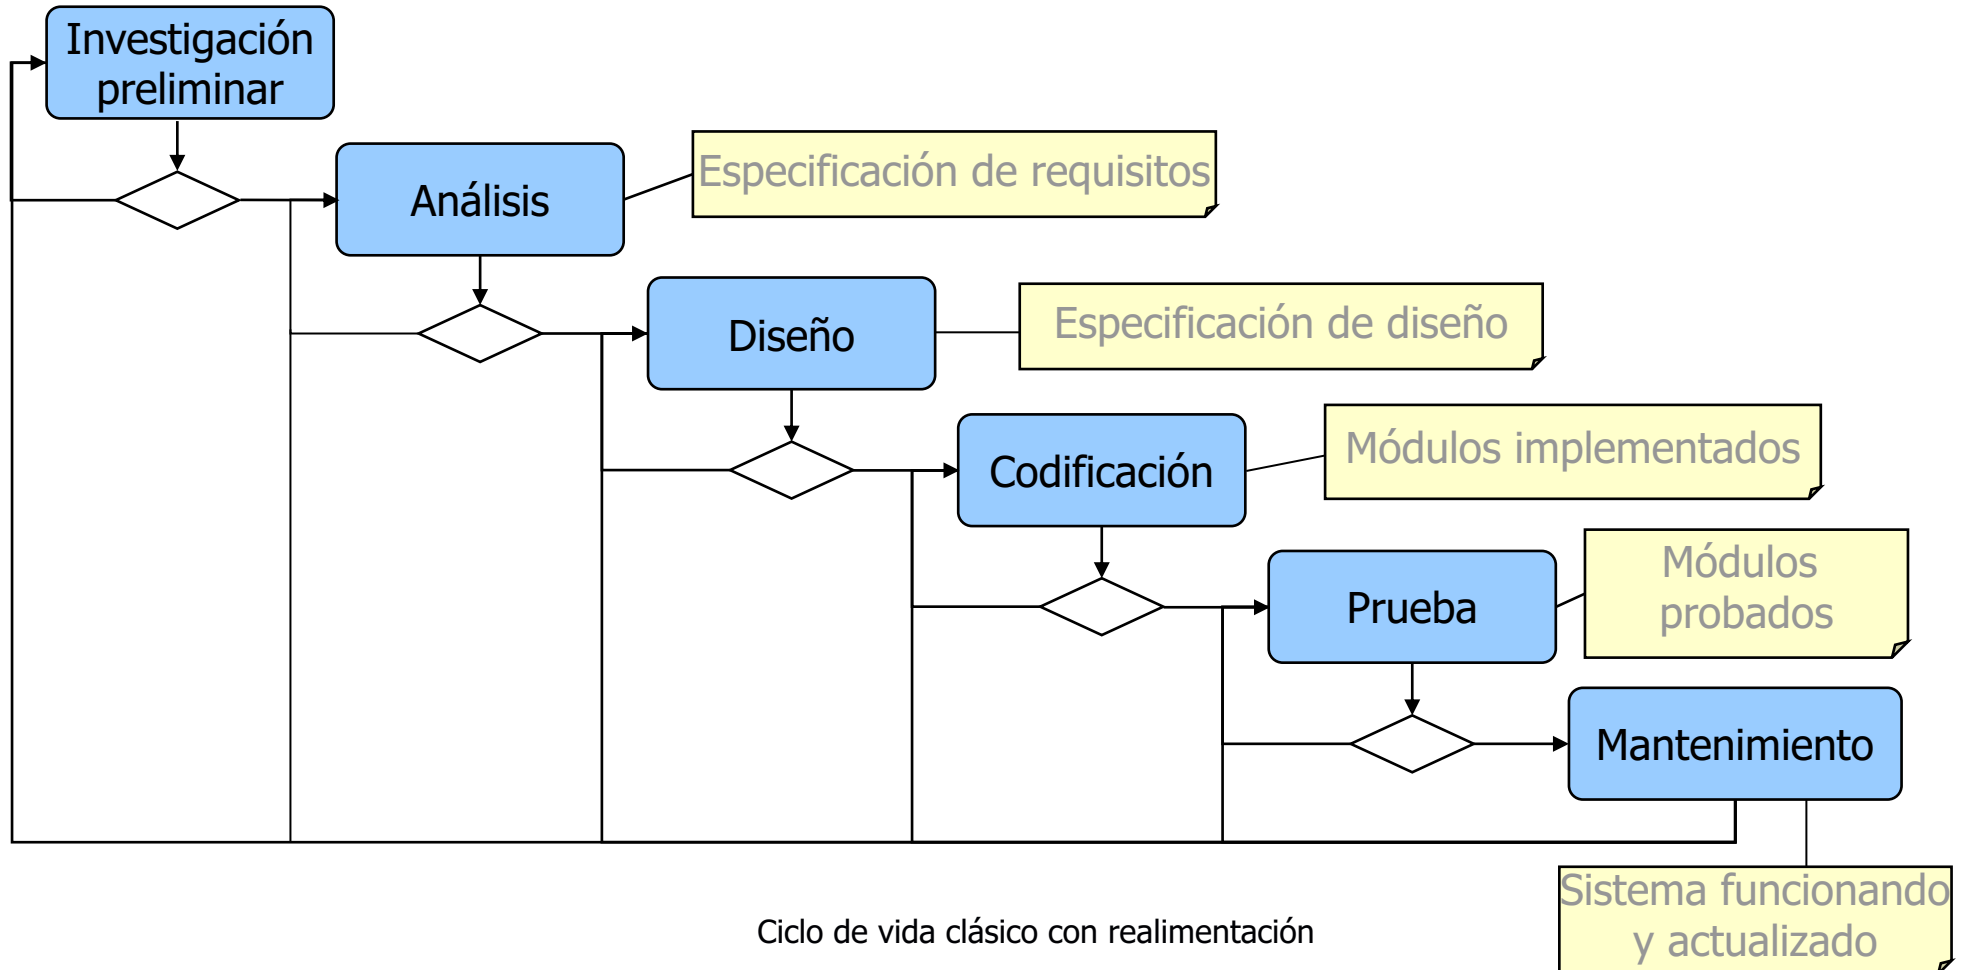 Investigación
preliminar
Análisis
Especificación de requisitos
Diseño
Especificación de diseño
Codificación
Módulos implementados
Prueba
Módulos
probados
Mantenimiento
Sistema funcionando
y actualizado
Ciclo de vida clásico con realimentación